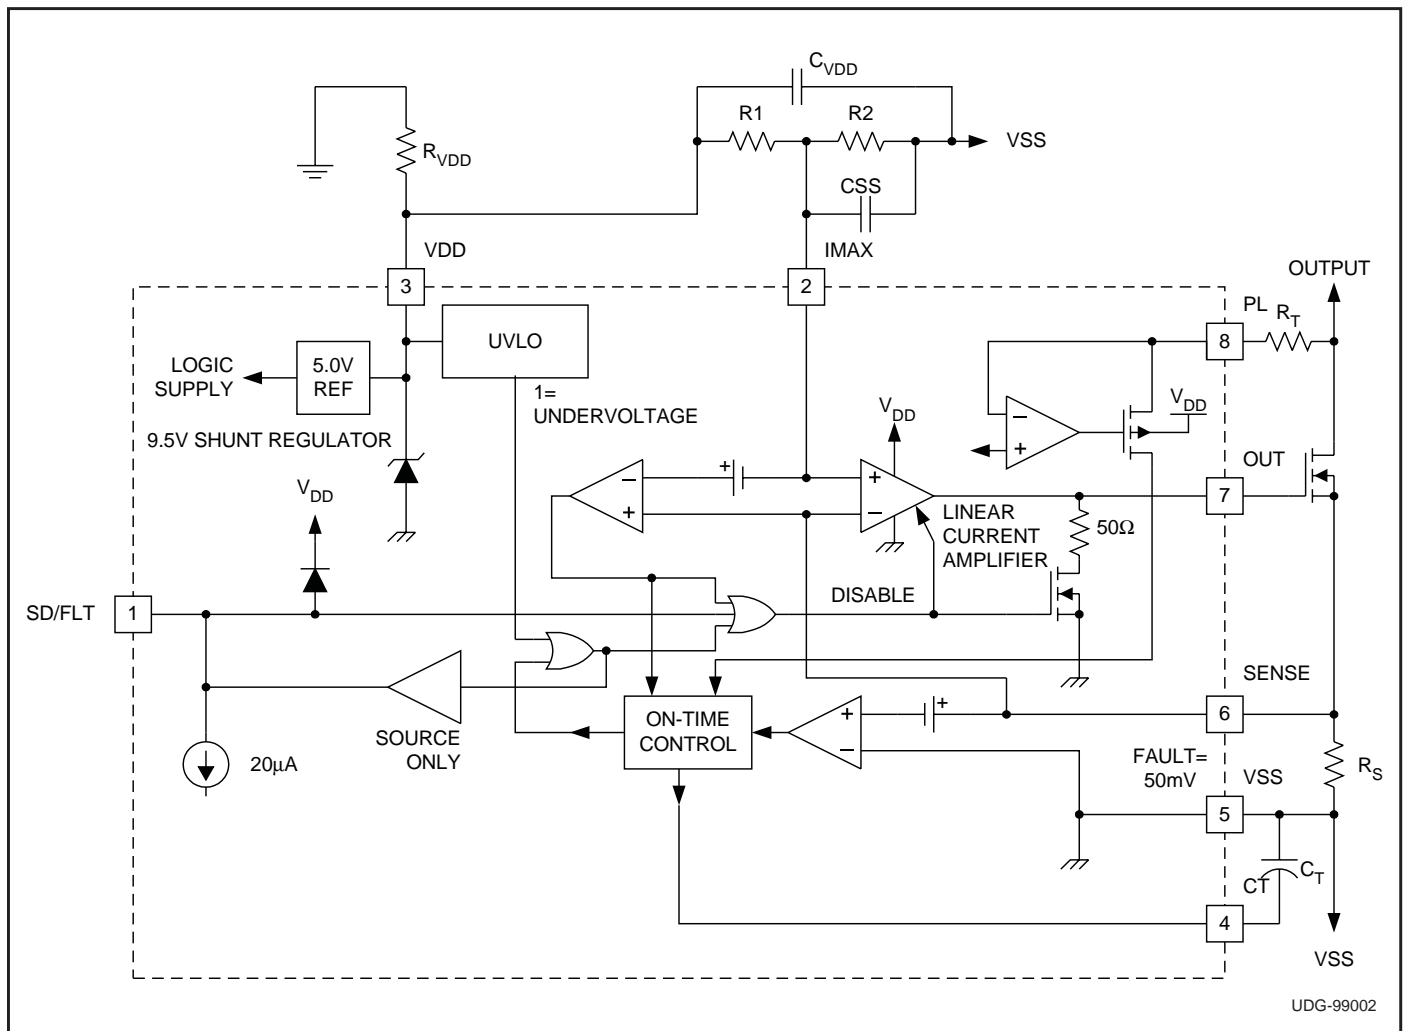 C_VDD
R1
R2
VSS
R_VDD
CSS
VDD
IMAX
3
2
OUTPUT
PL
R_T
8
UVLO
LOGIC
SUPPLY
5.0V
REF
1=
UNDERVOLTAGE
V_DD
V_DD
–
+
9.5V SHUNT REGULATOR
OUT
V_DD
+
–
+
+
–
7
LINEAR
CURRENT
AMPLIFIER
50Ω
DISABLE
SD/FLT
1
SENSE
6
ON-TIME
CONTROL
+
–
+
SOURCE
ONLY
20µA
FAULT=
50mV
VSS
R_S
5
CT
C_T
4
VSS
UDG-99002